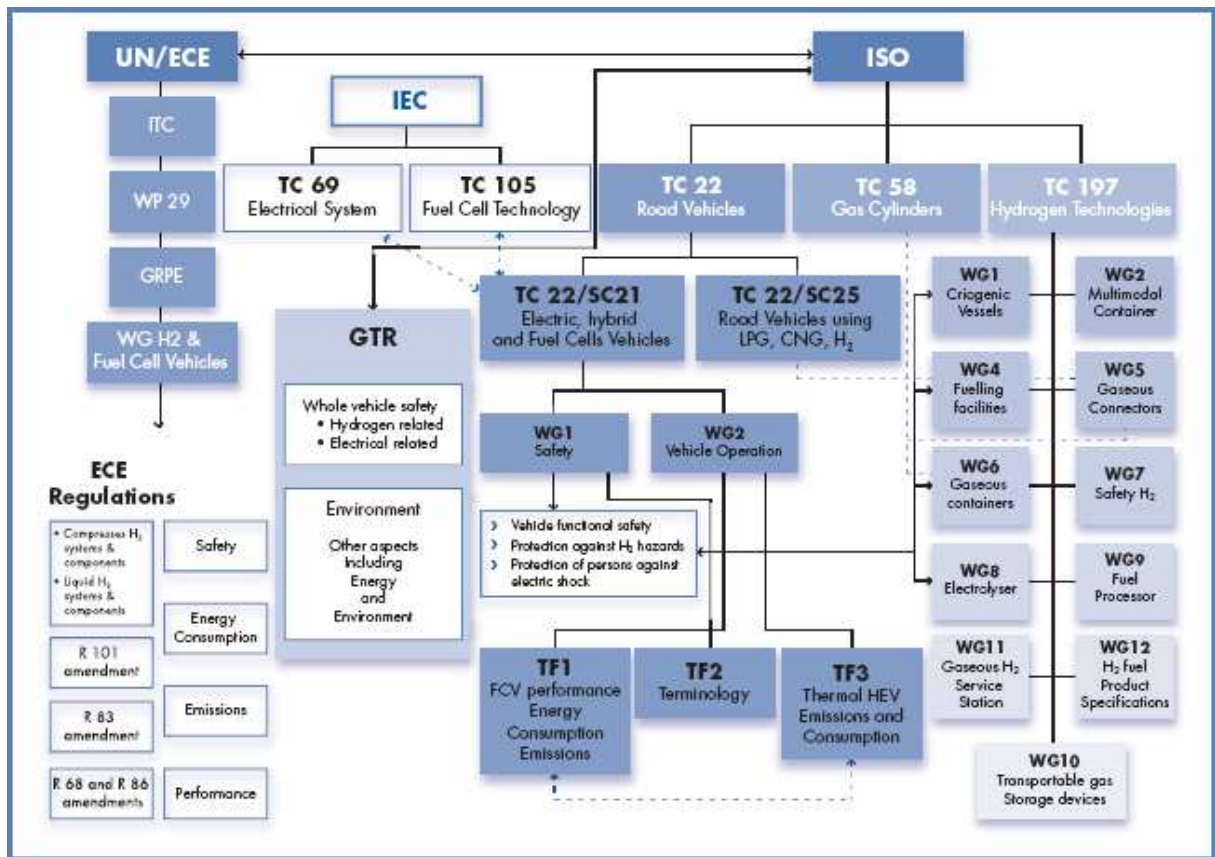 UN/ECE
ISO
IEC
ITC
WP 29
GRPE
WG H2 &
Fuel Cell Vehicles
TC 69
Electrical System
TC 105
Fuel Cell Technology
TC 22
Road Vehicles
TC 58
Gas Cylinders
TC 197
Hydrogen Technologies
GTR
Whole vehicle safety
• Hydrogen related
• Electrical related
Environment
Other aspects
Including
Energy
and
Environment
TC 22/SC21
Electric, hybrid
and Fuel Cells Vehicles
TC 22/SC25
Road Vehicles using
LPG, CNG, H₂
WG1
Safety
WG2
Vehicle Operation
› Vehicle functional safety
› Protection against H₂ hazards
› Protection of persons against
electric shock
TF1
FCV performance
Energy
Consumption
Emissions
TF2
Terminology
TF3
Thermal HEV
Emissions and
Consumption
WG1
Criogenic
Vessels
WG2
Multimodal
Container
WG4
Fuelling
facilities
WG5
Gaseous
Connectors
WG6
Gaseous
containers
WG7
Safety H₂
WG8
Electrolyser
WG9
Fuel
Processor
WG11
Gaseous H₂
Service
Station
WG12
H₂ fuel
Product
Specifications
WG10
Transportable gas
Storage devices
ECE
Regulations
• Compresses H₂
systems &
components
• Liquid H₂
systems &
components
Safety
Energy
Consumption
R 101
amendment
R 83
amendment
Emissions
R 68 and R 86
amendments
Performance